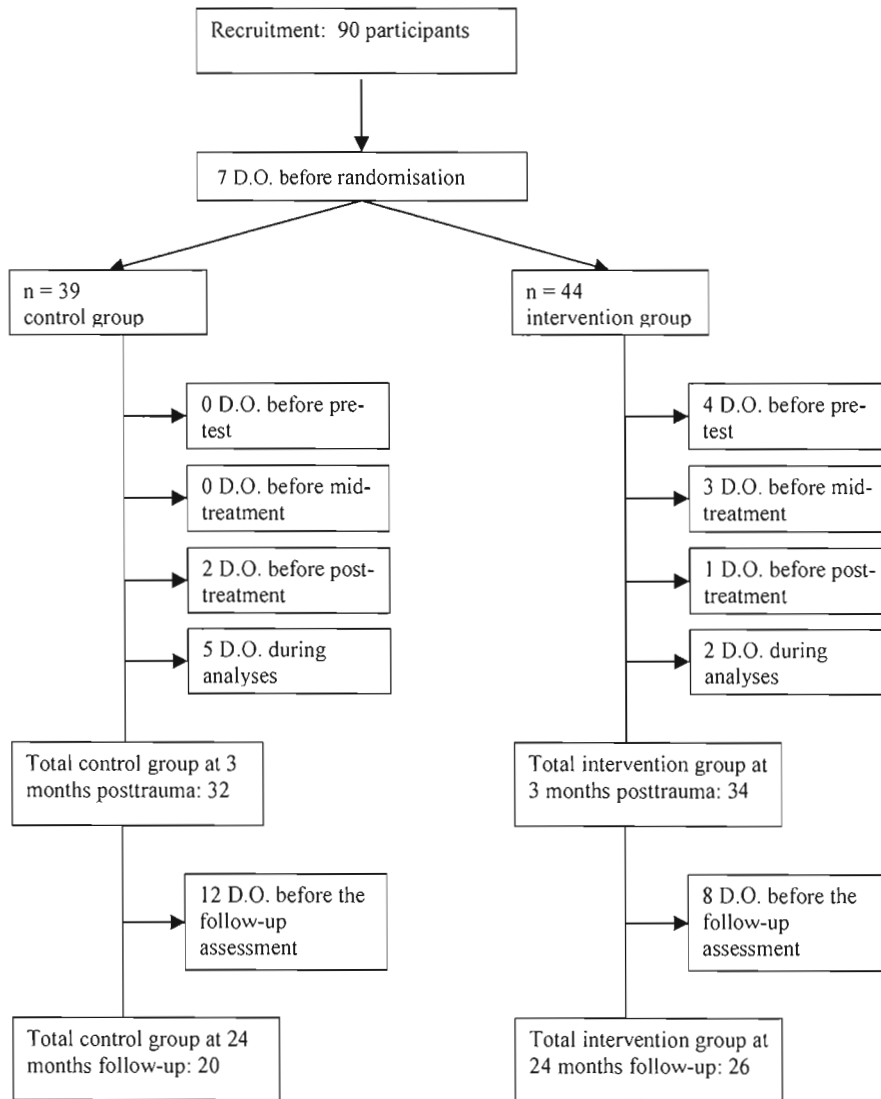 Recruitment: 90 participants
7 D.O. before randomisation
n = 39
control group
n = 44
intervention group
0 D.O. before pre-
test
4 D.O. before pre-
test
0 D.O. before mid-
treatment
3 D.O. before mid-
treatment
2 D.O. before post-
treatment
1 D.O. before post-
treatment
5 D.O. during
analyses
2 D.O. during
analyses
Total control group at 3
months posttrauma: 32
Total intervention group at
3 months posttrauma: 34
12 D.O. before the
follow-up
assessment
8 D.O. before the
follow-up
assessment
Total control group at 24
months follow-up: 20
Total intervention group at
24 months follow-up: 26